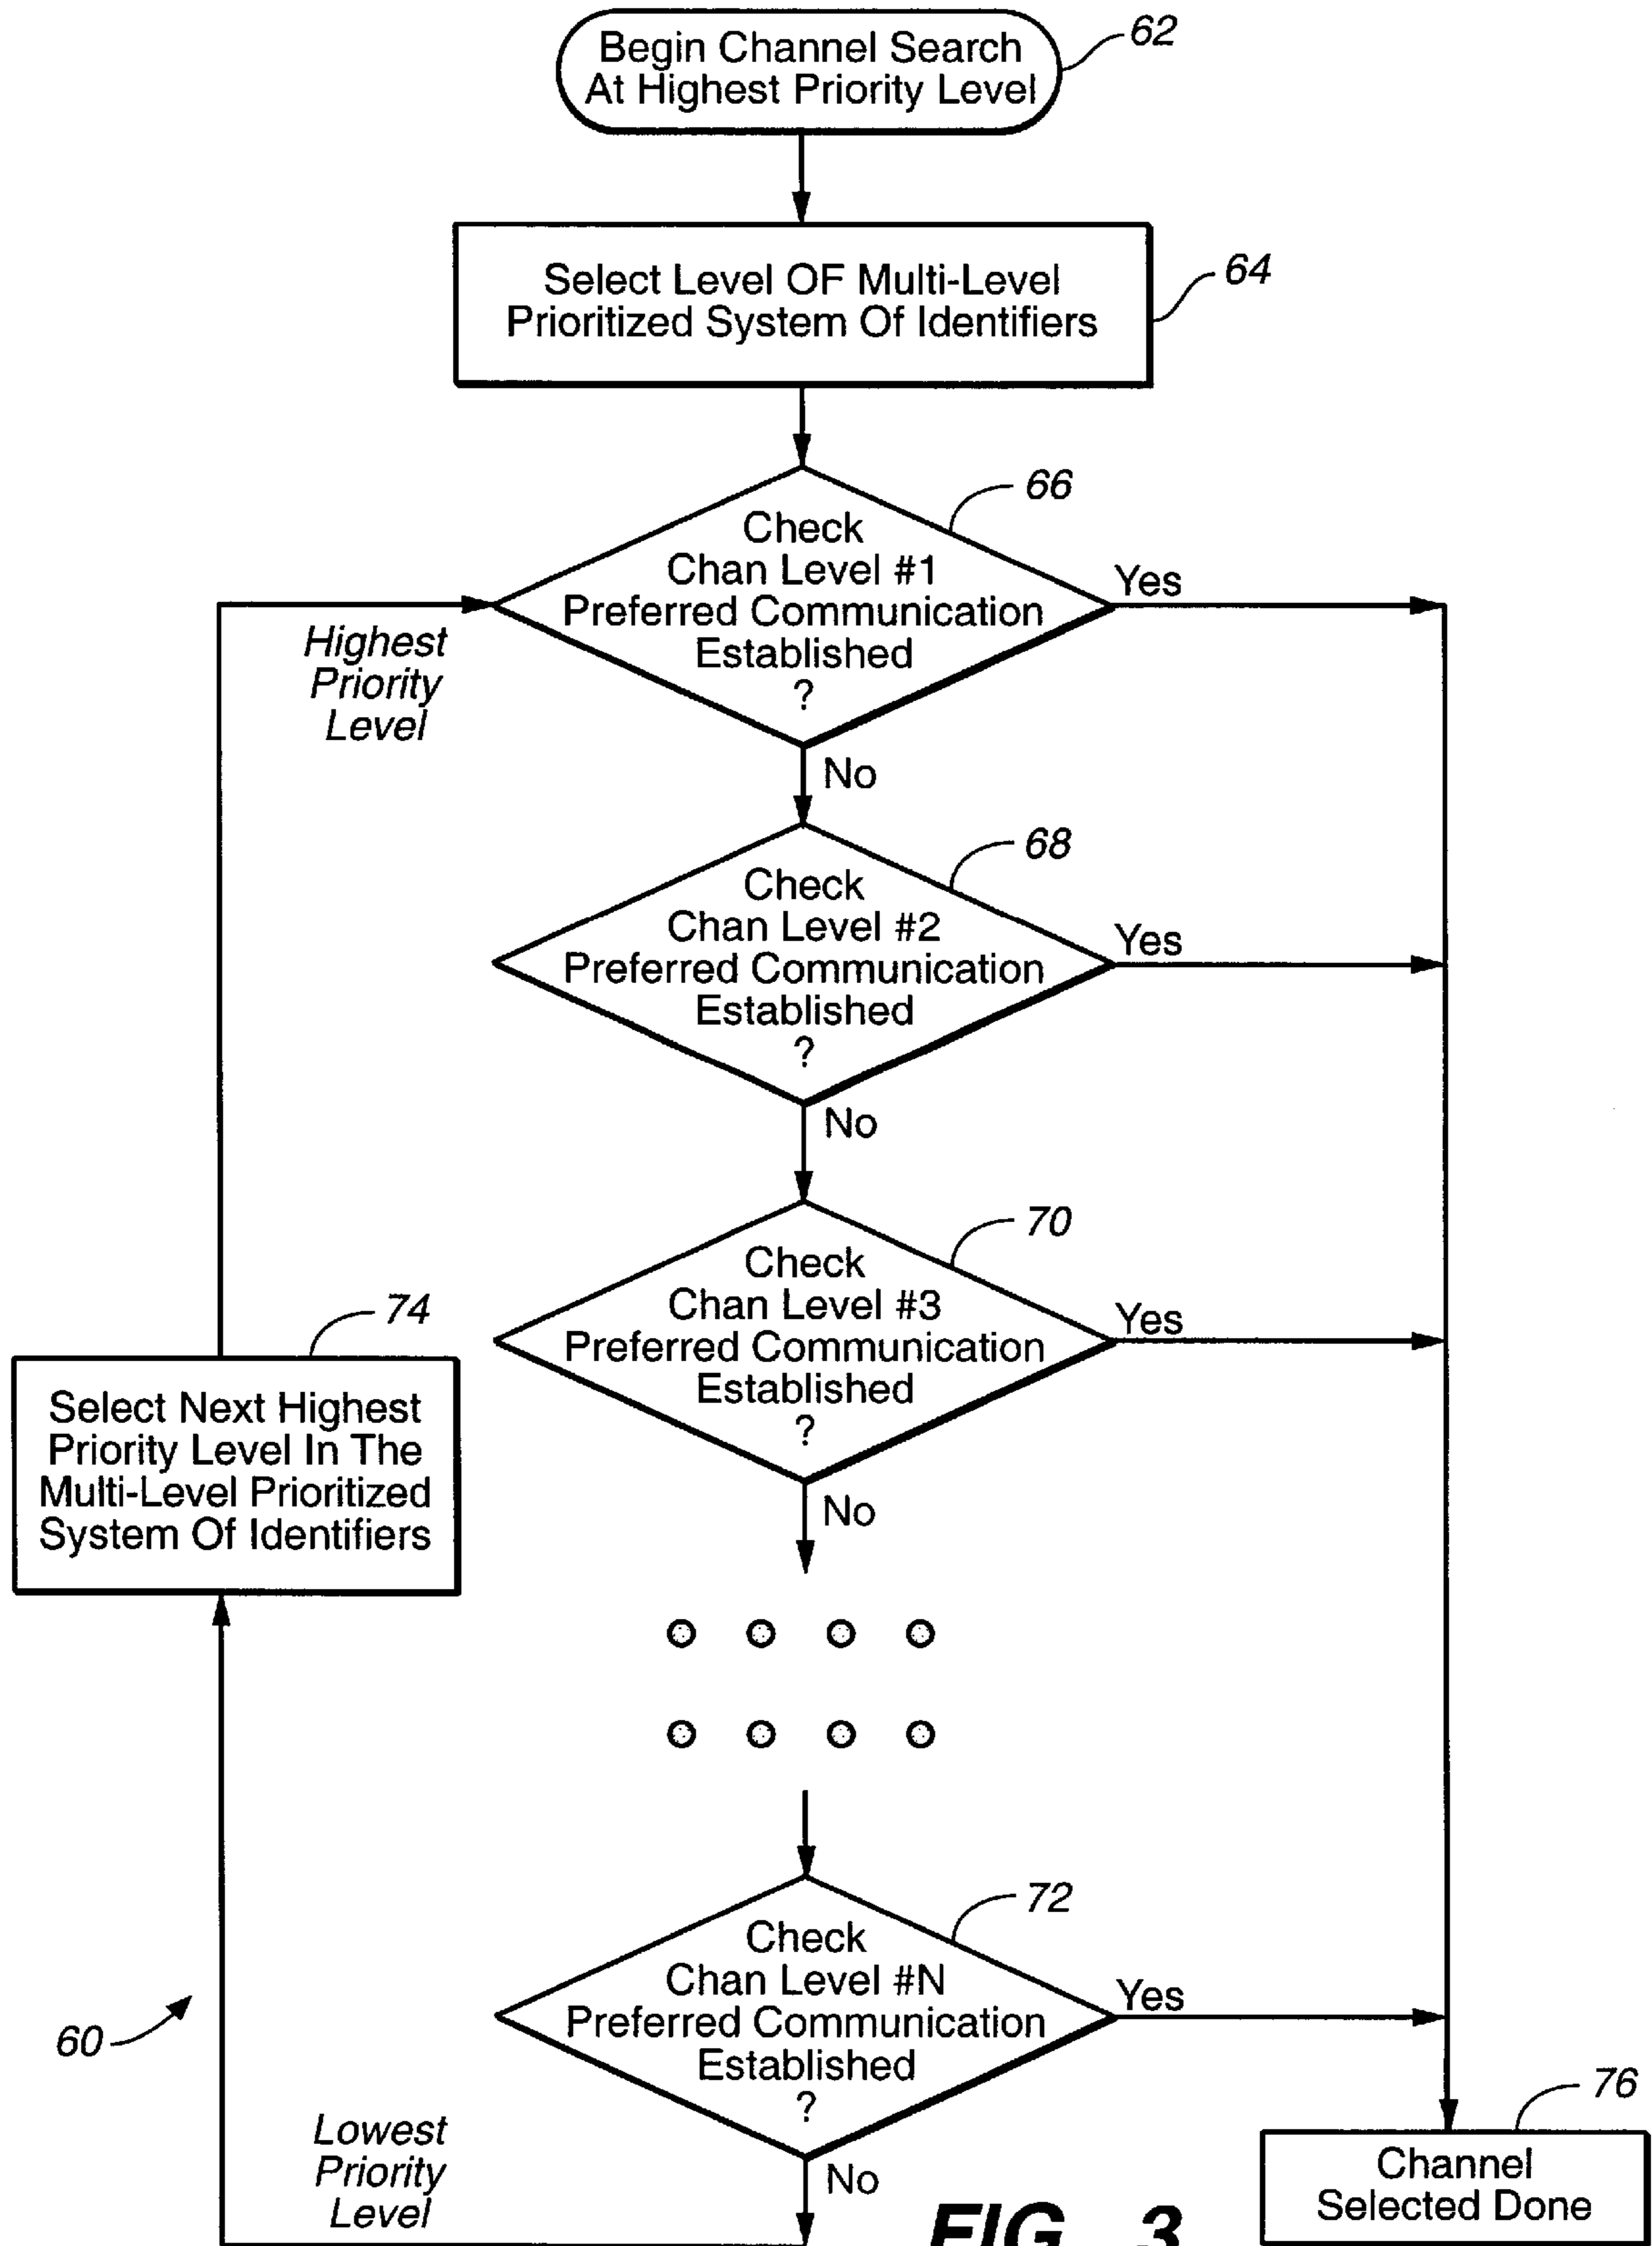 Begin Channel Search
At Highest Priority Level
62
Select Level OF Multi-Level
Prioritized System Of Identifiers
64
66
Check
Chan Level #1
Preferred Communication
Established
?
Yes
Highest
Priority
Level
No
68
Check
Chan Level #2
Preferred Communication
Established
?
Yes
No
70
Check
Chan Level #3
Preferred Communication
Established
?
Yes
No
74
Select Next Highest
Priority Level In The
Multi-Level Prioritized
System Of Identifiers
72
Check
Chan Level #N
Preferred Communication
Established
?
Yes
60
Lowest
Priority
Level
No
76
Channel
Selected Done
FIG._3